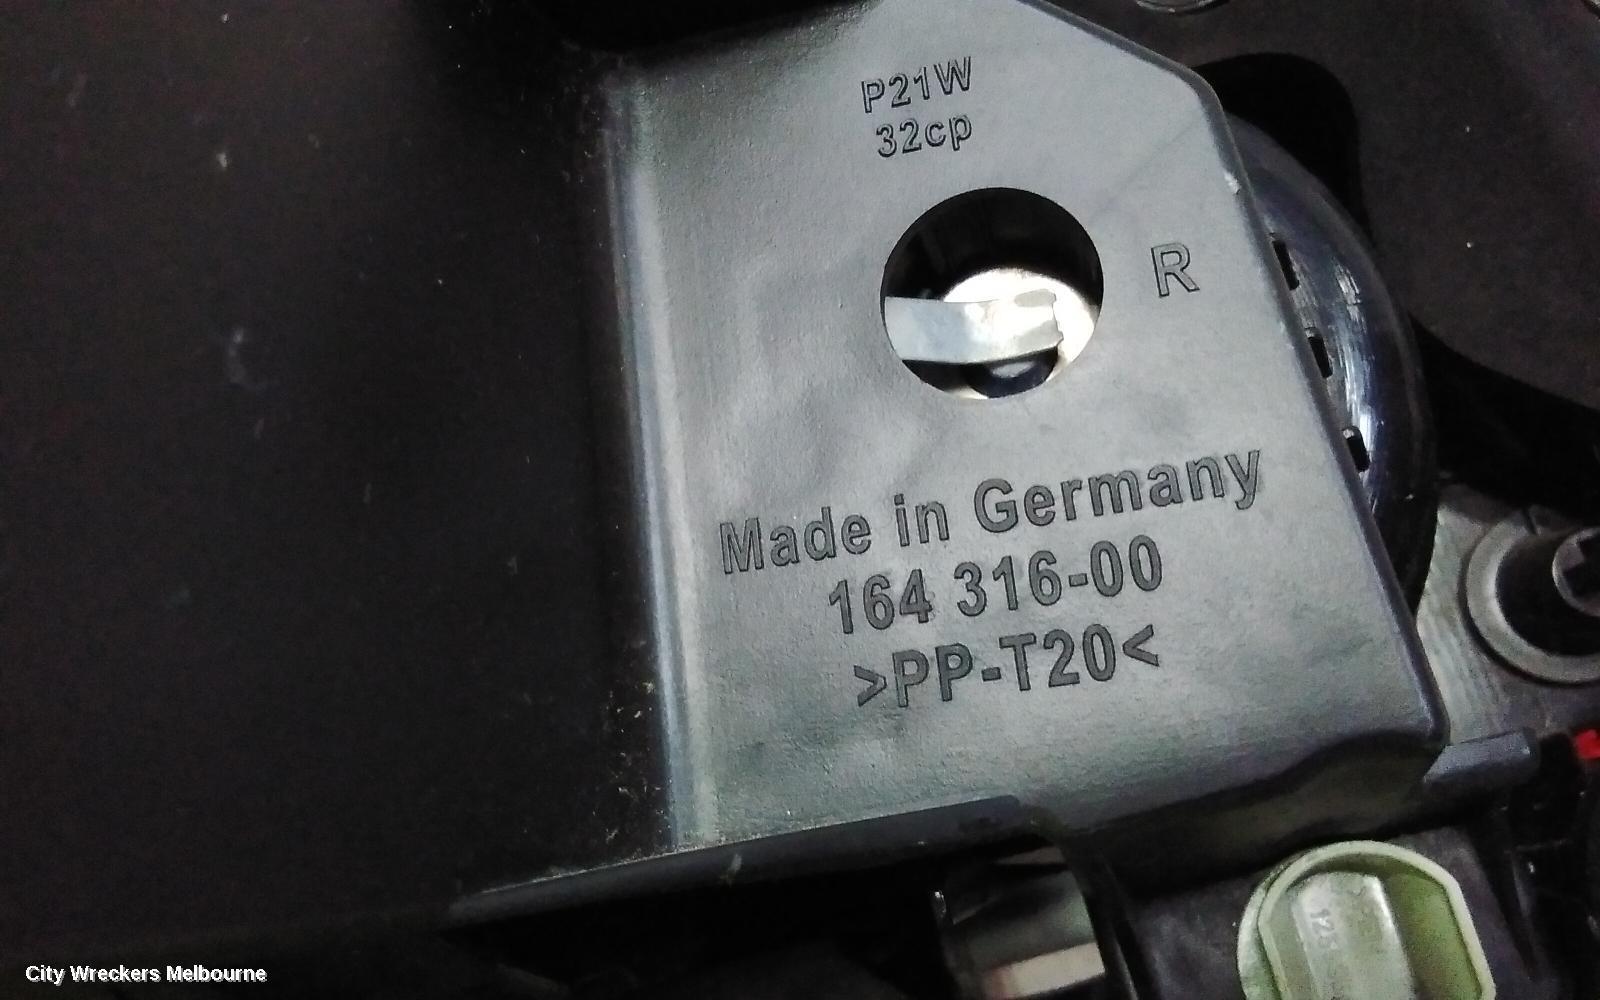 P21W
32cp
R
Made in Germany
164 316-00
>PP-T20<
City Wreckers Melbourne